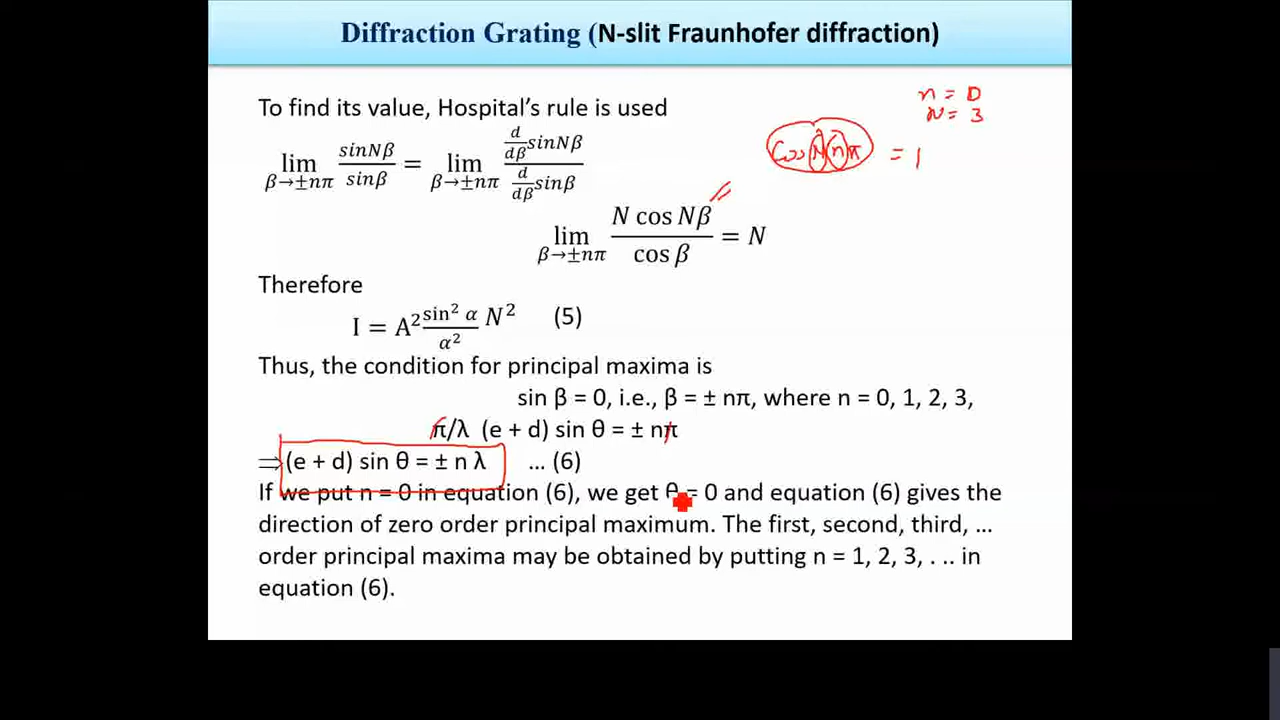 Diffraction Grating (N-slit Fraunhofer diffraction)
To find its value, Hospital's rule is used
n = 0
N = 3
cos N n π = 1
lim β→±nπ sinNβ / sinβ = lim β→±nπ d/dβ sinNβ / d/dβ sinβ
lim β→±nπ N cos Nβ / cos β = N
Therefore
I = A² sin² α / α² N² (5)
Thus, the condition for principal maxima is
sin β = 0, i.e., β = ± nπ, where n = 0, 1, 2, 3,
π/λ (e + d) sin θ = ± nπ
⇒(e + d) sin θ = ± n λ ... (6)
If we put n = 0 in equation (6), we get θ = 0 and equation (6) gives the
direction of zero order principal maximum. The first, second, third, ...
order principal maxima may be obtained by putting n = 1, 2, 3, . .. in
equation (6).